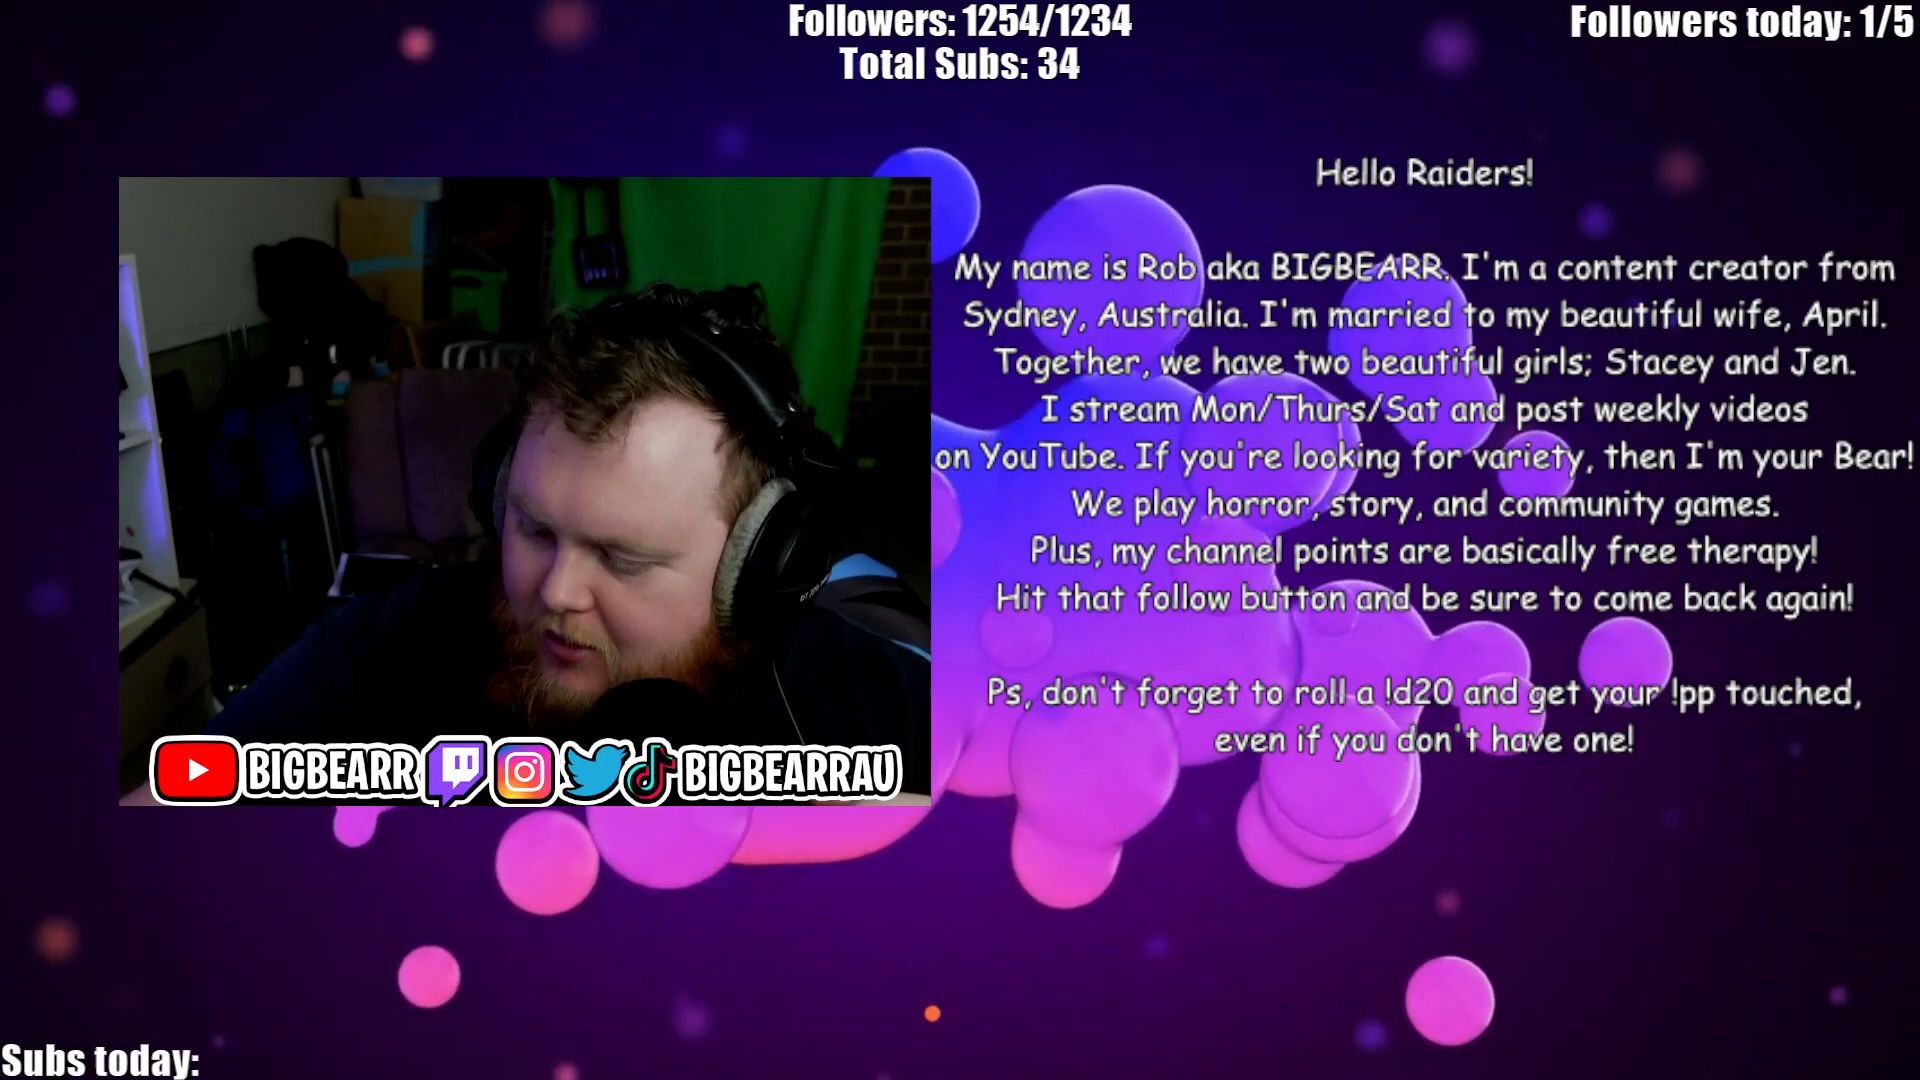 Followers: 1254/1234
Total Subs: 34
Followers today: 1/5
Hello Raiders!
My name is Rob aka BIGBEARR. I'm a content creator from
Sydney, Australia. I'm married to my beautiful wife, April.
Together, we have two beautiful girls; Stacey and Jen.
I stream Mon/Thurs/Sat and post weekly videos
on YouTube. If you're looking for variety, then I'm your Bear!
We play horror, story, and community games.
Plus, my channel points are basically free therapy!
Hit that follow button and be sure to come back again!
Ps, don't forget to roll a !d20 and get your !pp touched,
even if you don't have one!
BIGBEARR BIGBEARRAU
Subs today: